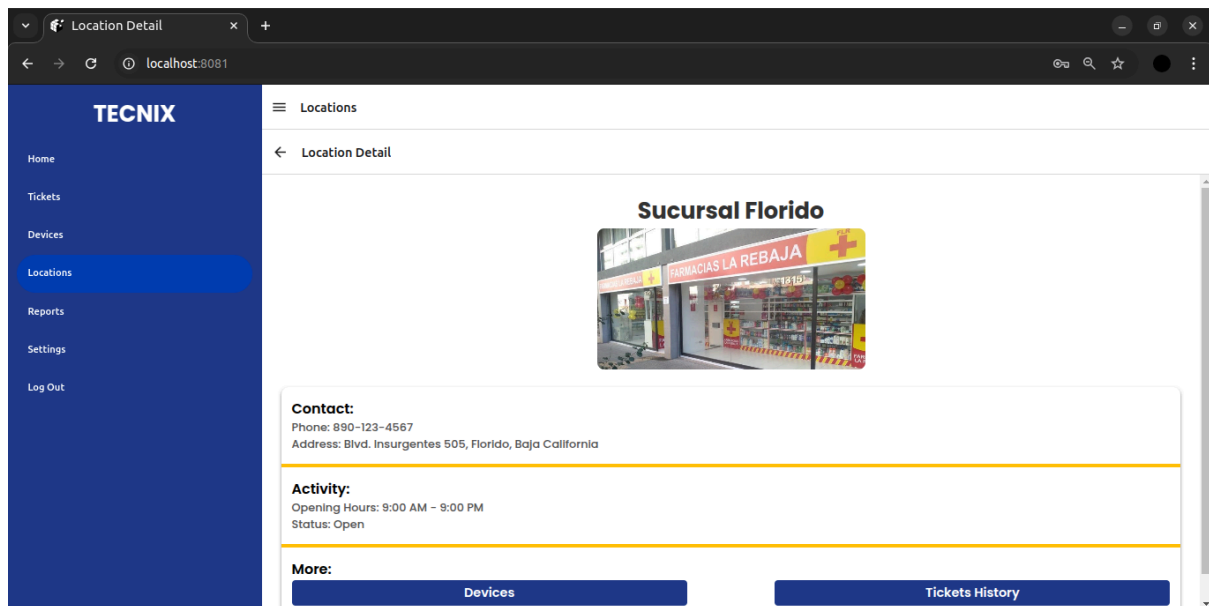 Location Detail
localhost:8081
TECNIX
Home
Tickets
Devices
Locations
Reports
Settings
Log Out
Locations
Location Detail
Sucursal Florido
FARMACIAS LA REBAJA
Contact:
Phone: 890-123-4567
Address: Blvd. Insurgentes 505, Florido, Baja California
Activity:
Opening Hours: 9:00 AM - 9:00 PM
Status: Open
More:
Devices
Tickets History